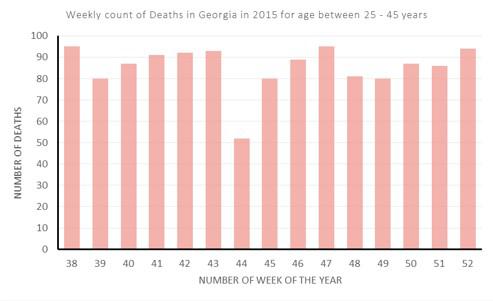 Weekly count of Deaths in Georgia in 2015 for age between 25 - 45 years
100
90
80
70
60
50
40
30
20
10
0
NUMBER OF DEATHS
38 39 40 41 42 43 44 45 46 47 48 49 50 51 52
NUMBER OF WEEK OF THE YEAR